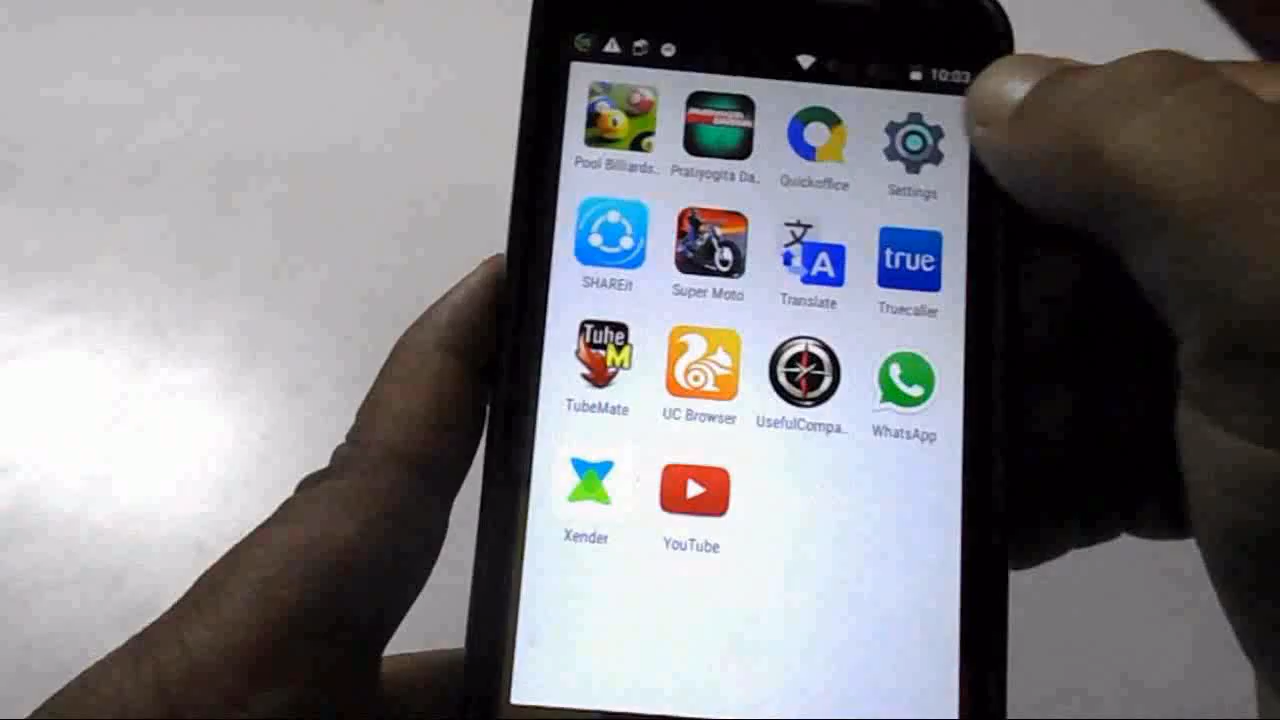 10:03
Pool Billiards..
Pratiyogita Da..
Quickoffice
Settings
true
SHAREit
Super Moto
文
A
Translate
Truecaller
Tube
M
TubeMate
UC Browser
UsefulCompa..
WhatsApp
Xender
YouTube